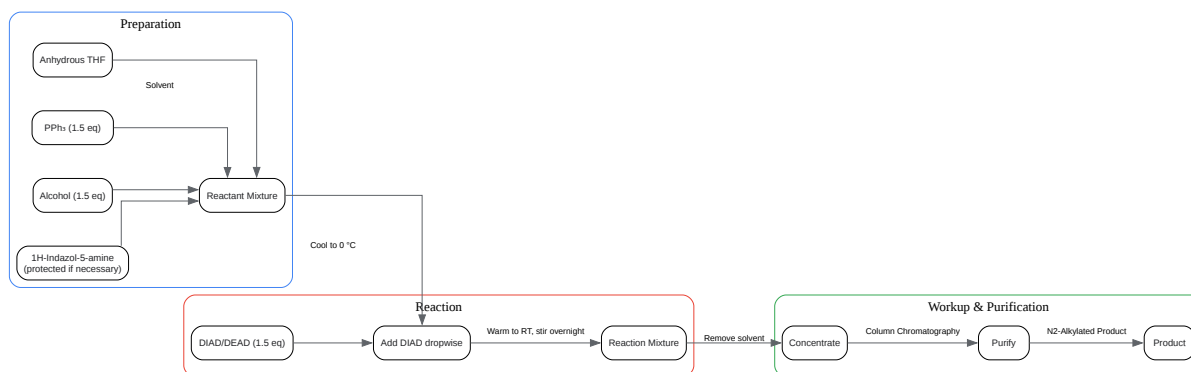 Preparation
Anhydrous THF
Solvent
PPh₃ (1.5 eq)
Alcohol (1.5 eq)
Reactant Mixture
1H-Indazol-5-amine
(protected if necessary)
Cool to 0 °C
Reaction
DIAD/DEAD (1.5 eq)
Add DIAD dropwise
Warm to RT, stir overnight
Reaction Mixture
Remove solvent
Workup & Purification
Concentrate
Column Chromatography
Purify
N2-Alkylated Product
Product